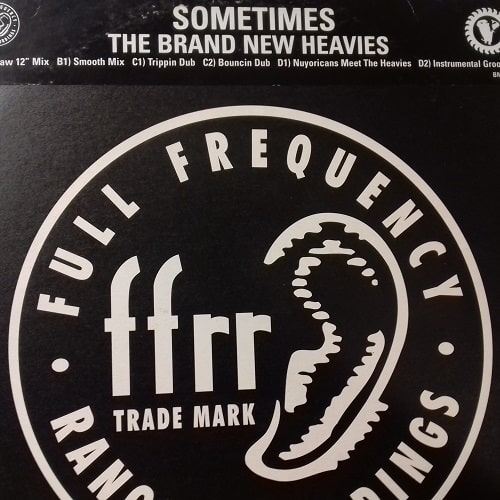 SOMETIMES
THE BRAND NEW HEAVIES
aw 12" Mix B1) Smooth Mix C1) Trippin Dub C2) Bouncin Dub D1) Nuyoricans Meet The Heavies D2) Instrumental Groo
FULL FREQUENCY
ffrr
TRADE MARK
RANG
DINGS